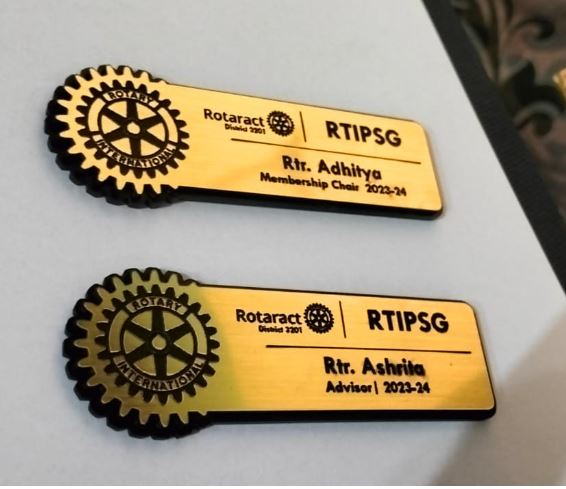 ROTARY
INTERNATIONAL
Rotaract
District 3201
RTIPSG
Rtr. Adhitya
Membership Chair 2023-24
ROTARY
INTERNATIONAL
Rotaract
District 3201
RTIPSG
Rtr. Ashrita
Advisor| 2023-24